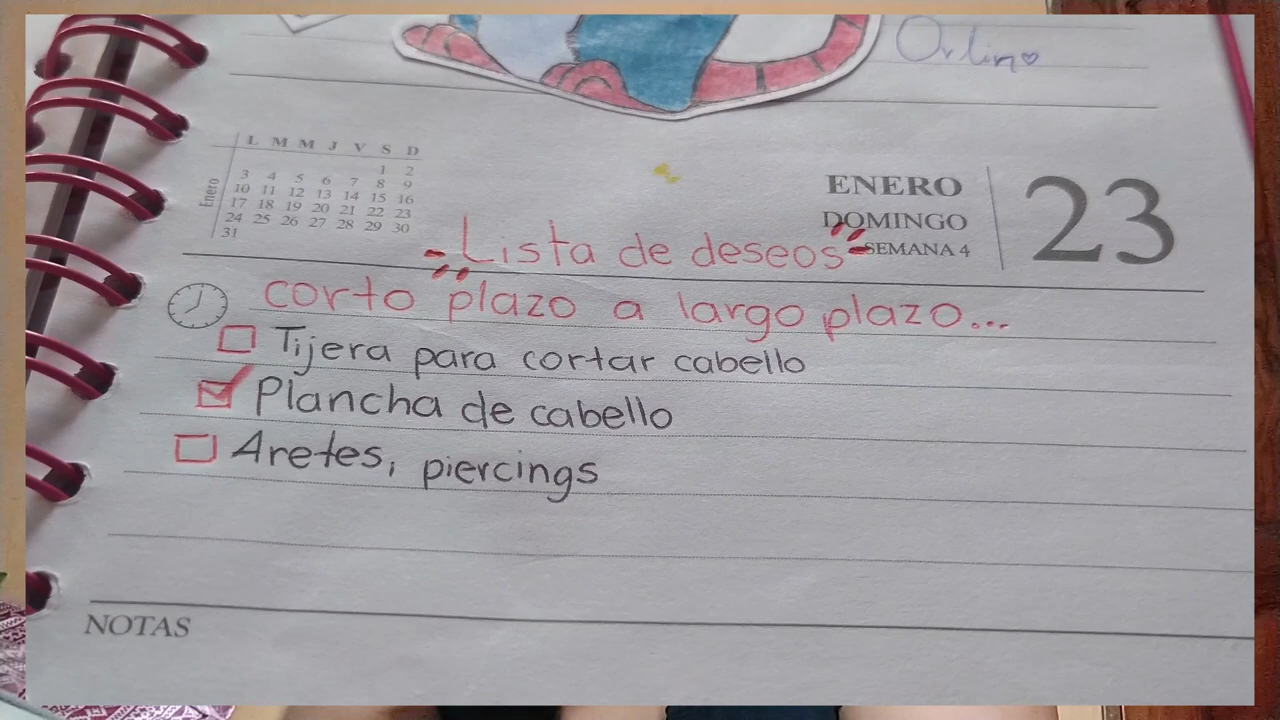 Orlin
L M M J V S D
1 2
3 4 5 6 7 8 9
10 11 12 13 14 15 16
17 18 19 20 21 22 23
24 25 26 27 28 29 30
31
Enero
ENERO
DOMINGO
SEMANA 4
23
-Lista de deseos-
corto plazo a largo plazo...
Tijera para cortar cabello
Plancha de cabello
Aretes, piercings
NOTAS